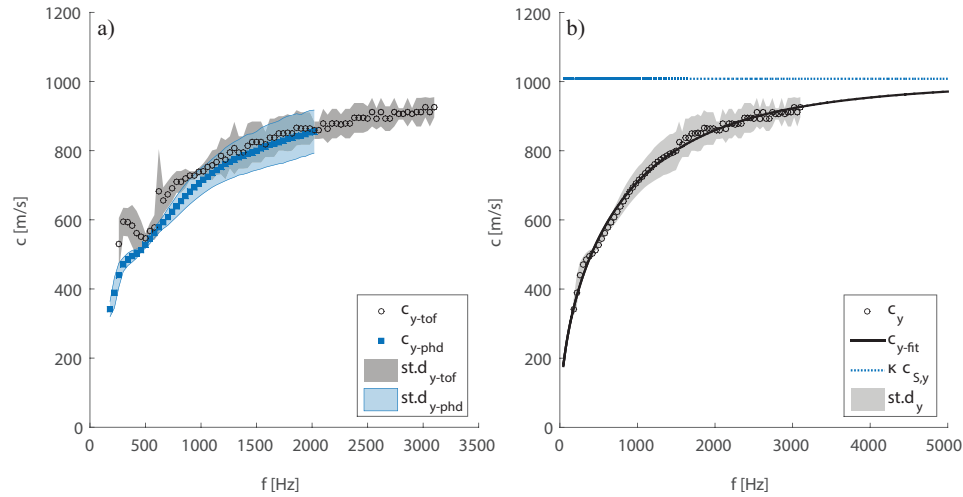 a)
1200
1000
800
600
400
200
0
c [m/s]
0 500 1000 1500 2000 2500 3000 3500
f [Hz]
c y-tof
c y-phd
st.d y-tof
st.d y-phd
b)
1200
1000
800
600
400
200
0
c [m/s]
0 1000 2000 3000 4000 5000
f [Hz]
c y
c y-fit
κ c S,y
st.d y